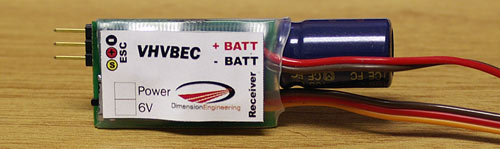 VHVBEC
+ BATT
- BATT
O
+
S
ESC
Power
6V
DimensionEngineering
Receiver